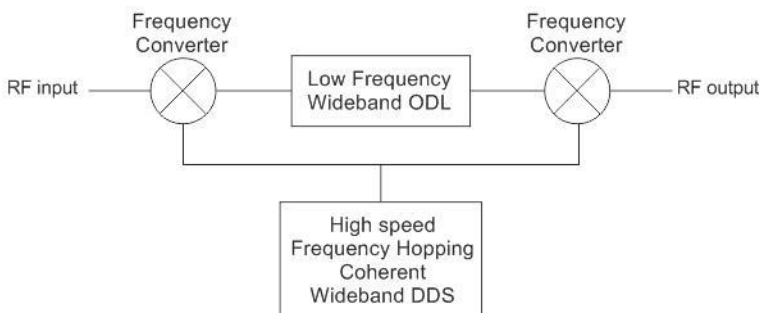 Frequency
Converter
Frequency
Converter
RF input
Low Frequency
Wideband ODL
RF output
High speed
Frequency Hopping
Coherent
Wideband DDS